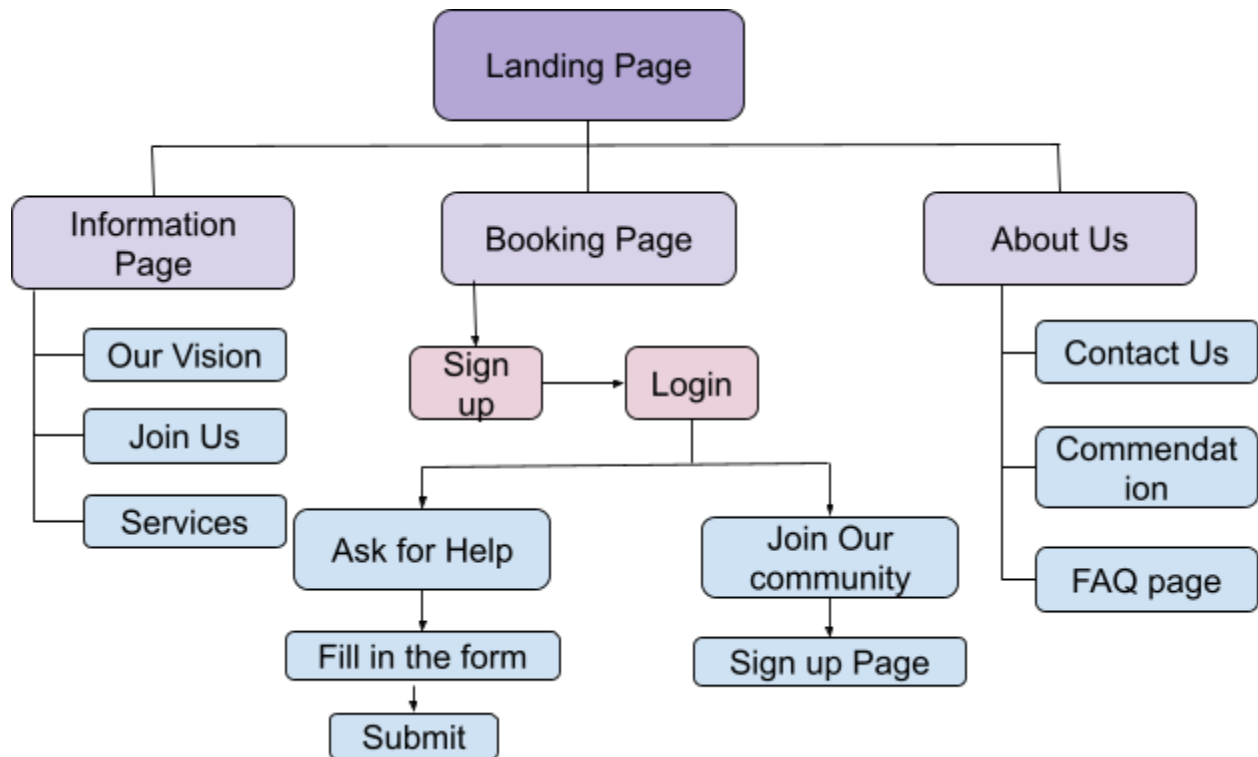 Landing Page
Information
Page
Booking Page
About Us
Our Vision
Join Us
Services
Sign
up
Login
Contact Us
Commendat
ion
FAQ page
Ask for Help
Join Our
community
Fill in the form
Sign up Page
Submit